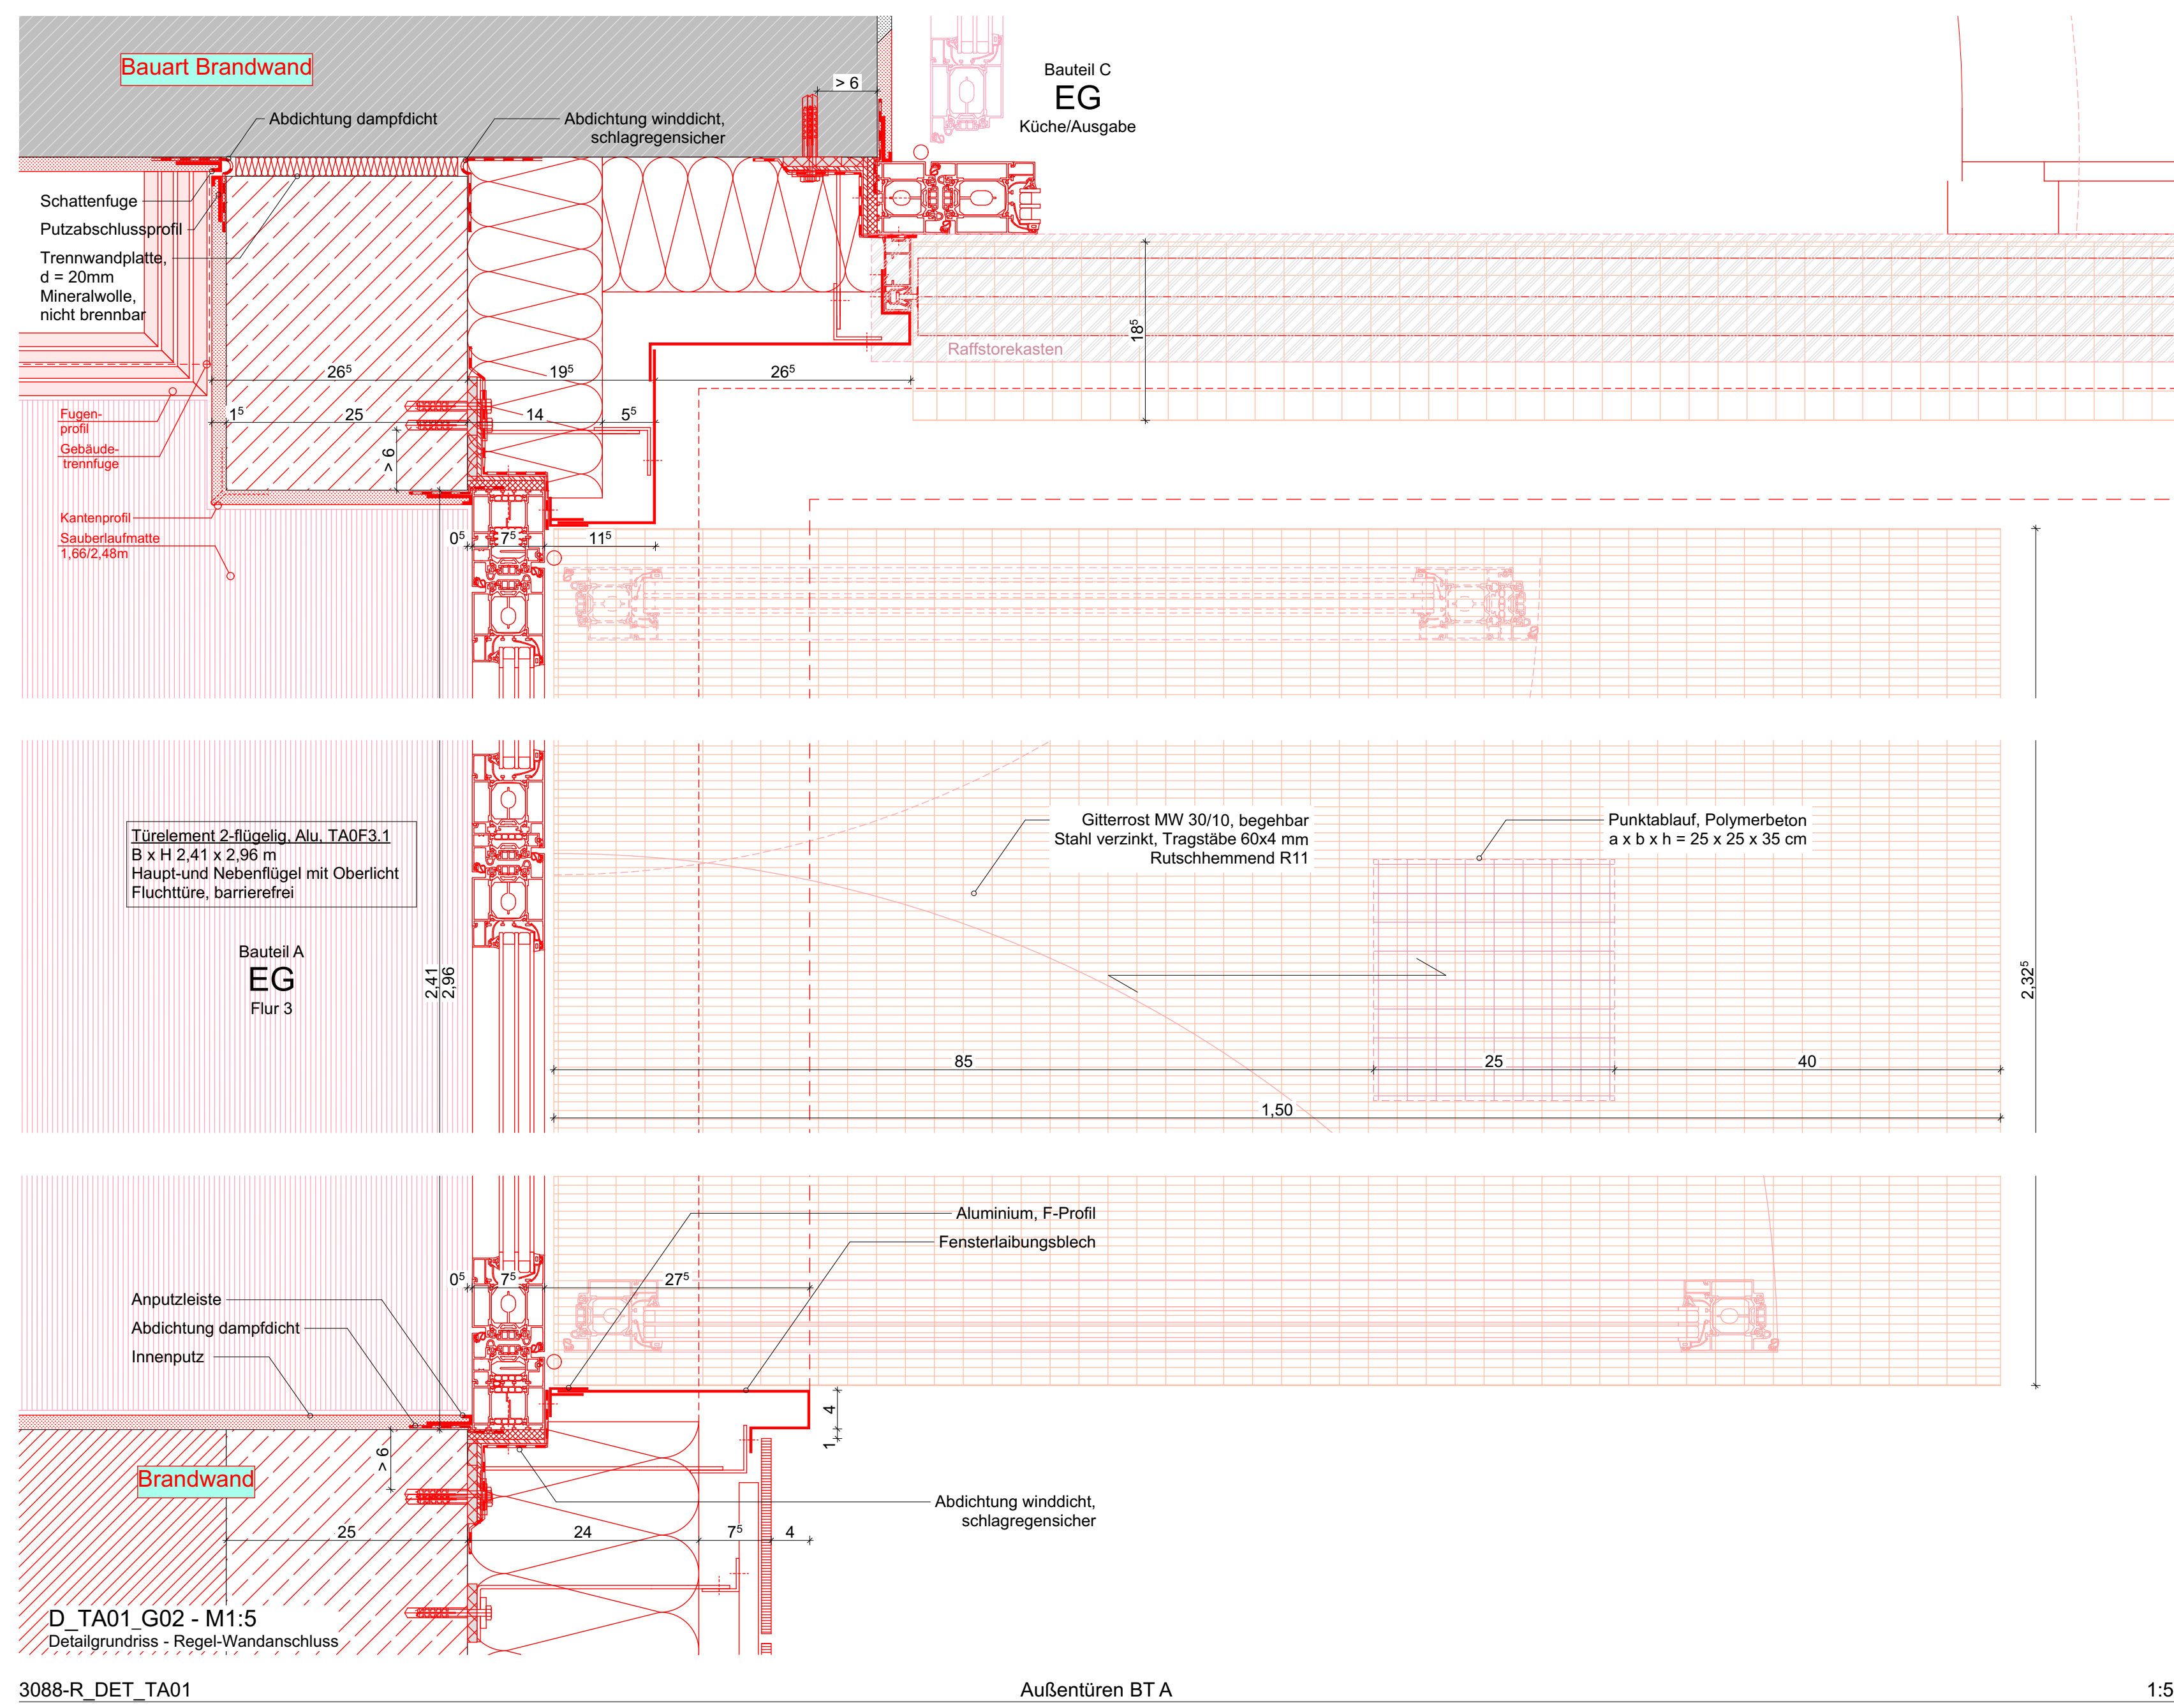 Bauart Brandwand
Abdichtung dampfdicht
Abdichtung winddicht,
schlagregensicher
> 6
Bauteil C
EG
Küche/Ausgabe
Schattenfuge
Putzabschlussprofil
Trennwandplatte,
d = 20mm
Mineralwolle,
nicht brennbar
Raffstorekasten
18⁵
26⁵
19⁵
26⁵
1⁵
25
14
5⁵
> 6
Fugen-
profil
Gebäude-
trennfuge
Kantenprofil
Sauberlaufmatte
1,66/2,48m
0⁵
7⁵
11⁵
Türelement 2-flügelig, Alu, TA0F3.1
B x H 2,41 x 2,96 m
Haupt-und Nebenflügel mit Oberlicht
Fluchttüre, barrierefrei
Bauteil A
EG
Flur 3
2,41
2,96
Gitterrost MW 30/10, begehbar
Stahl verzinkt, Tragstäbe 60x4 mm
Rutschhemmend R11
Punktablauf, Polymerbeton
a x b x h = 25 x 25 x 35 cm
2,32⁵
85
25
40
1,50
Aluminium, F-Profil
Fensterlaibungsblech
0⁵
7⁵
27⁵
Anputzleiste
Abdichtung dampfdicht
Innenputz
4
1
> 6
Brandwand
Abdichtung winddicht,
schlagregensicher
25
24
7⁵
4
D_TA01_G02 - M1:5
Detailgrundriss - Regel-Wandanschluss
3088-R_DET_TA01
Außentüren BT A
1:5